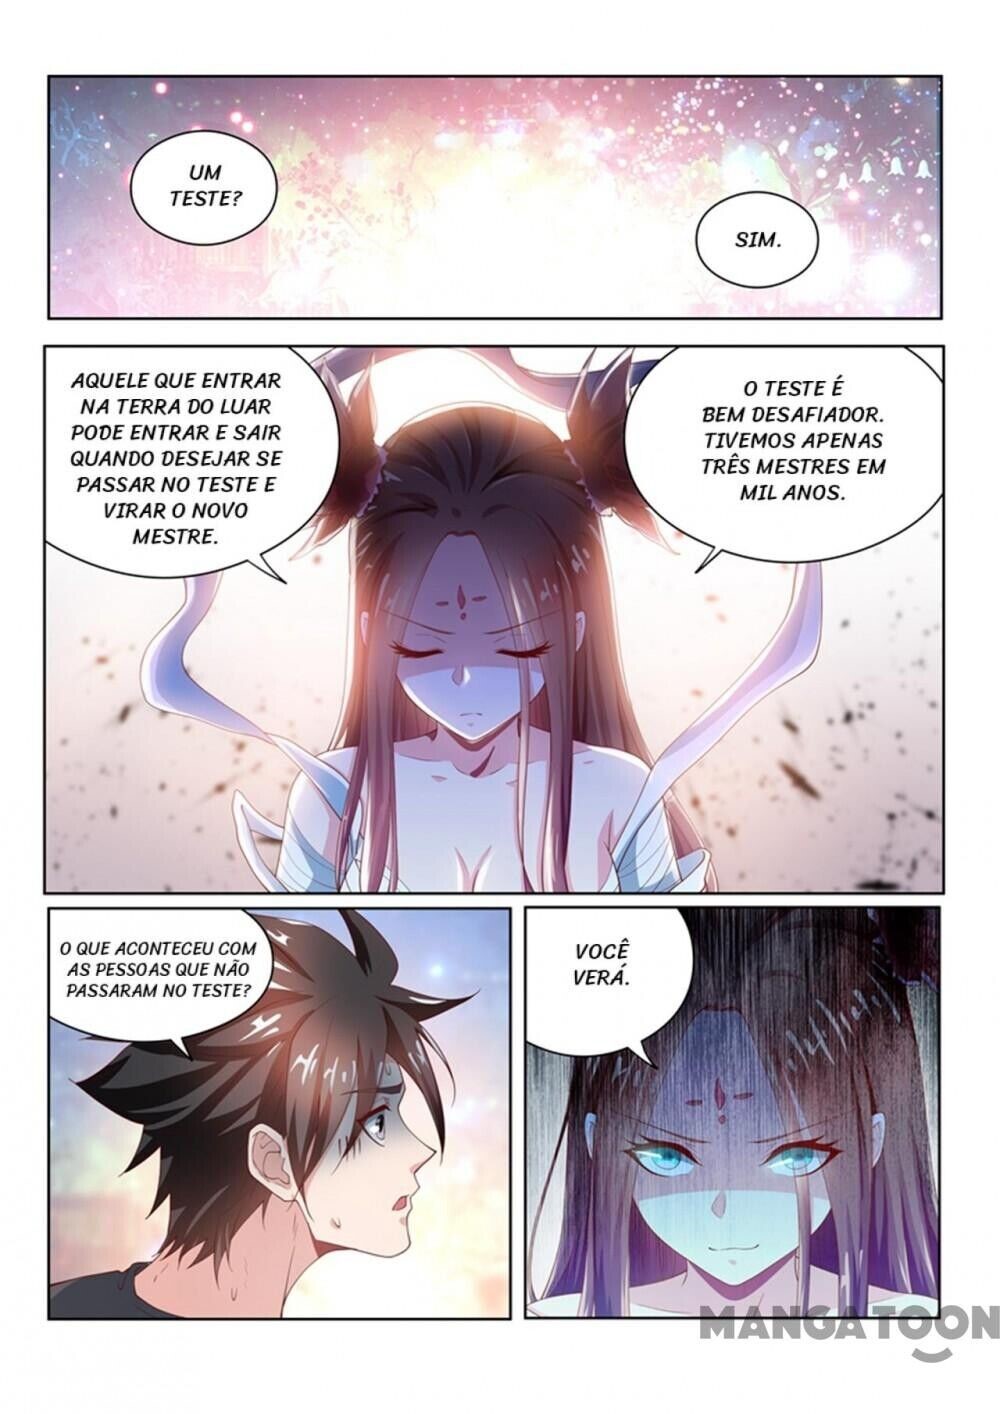 UM
TESTE?
SIM.
AQUELE QUE ENTRAR
NA TERRA DO LUAR
PODE ENTRAR E SAIR
QUANDO DESEJAR SE
PASSAR NO TESTE E
VIRAR O NOVO
MESTRE.
O TESTE É
BEM DESAFIADOR.
TIVEMOS APENAS
TRÊS MESTRES EM
MIL ANOS.
O QUE ACONTECEU COM
AS PESSOAS QUE NÃO
PASSARAM NO TESTE?
VOCÊ
VERÁ.
MANGATOON